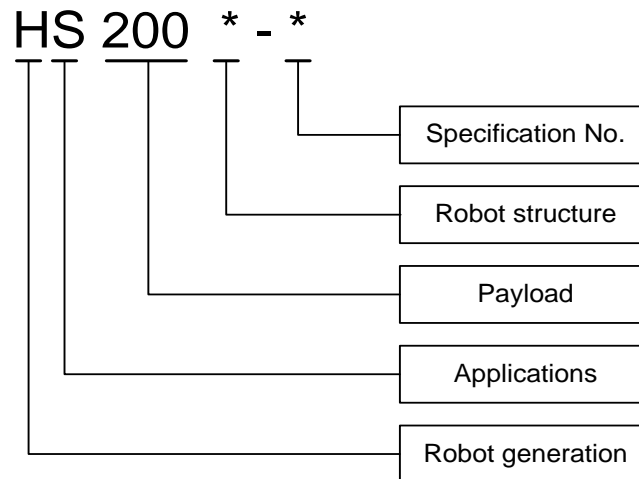 HS 200 * - *
Specification No.
Robot structure
Payload
Applications
Robot generation